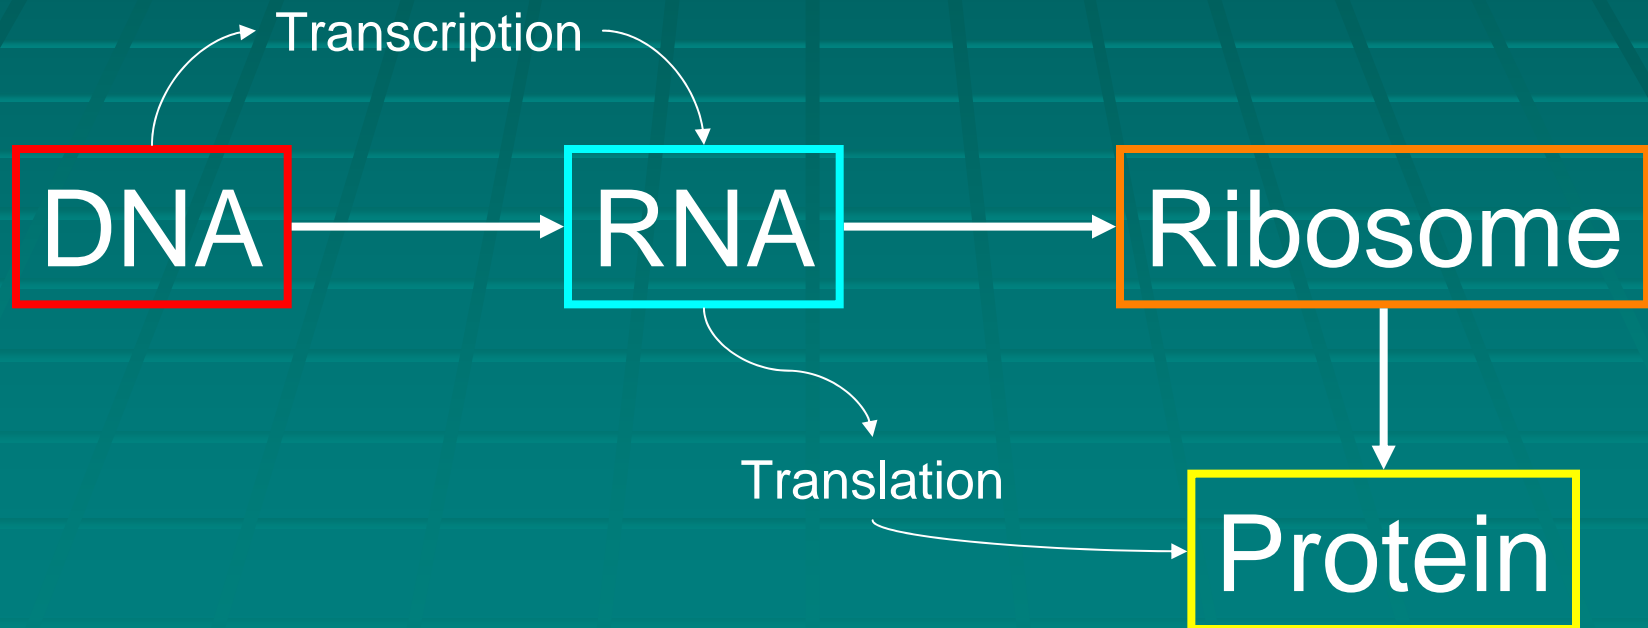 Transcription
DNA
RNA
Ribosome
Translation
Protein